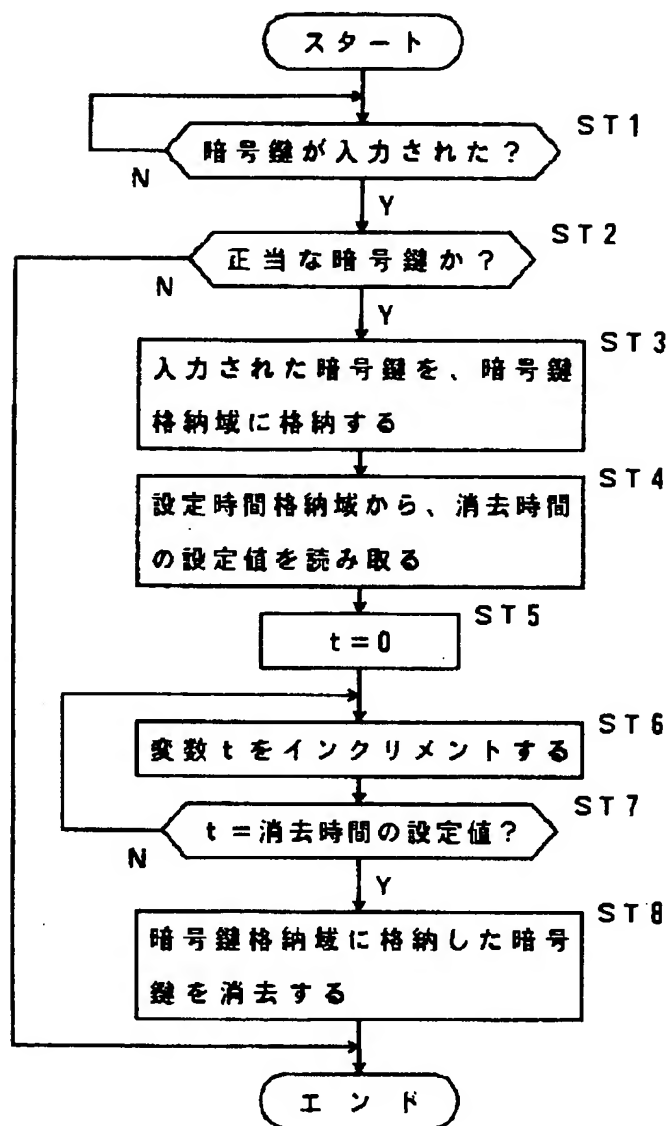 スタート
ST1
暗号鍵が入力された?
N
Y
ST2
正当な暗号鍵か?
N
Y
ST3
入力された暗号鍵を、暗号鍵
格納域に格納する
ST4
設定時間格納域から、消去時間
の設定値を読み取る
ST5
t=0
ST6
変数tをインクリメントする
ST7
t=消去時間の設定値?
N
Y
ST8
暗号鍵格納域に格納した暗号
鍵を消去する
エンド